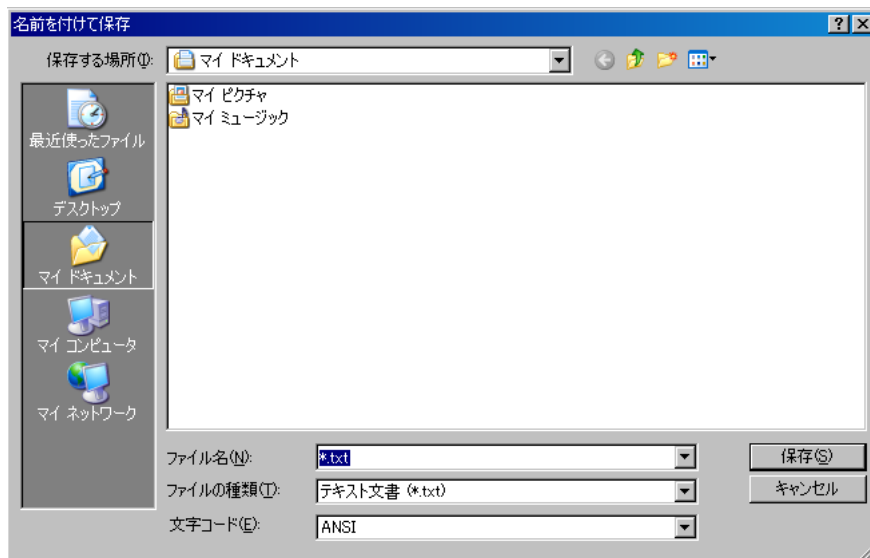 名前を付けて保存
保存する場所(I): マイ ドキュメント
マイ ピクチャ
マイ ミュージック
最近使ったファイル
デスクトップ
マイ ドキュメント
マイ コンピュータ
マイ ネットワーク
ファイル名(N): *.txt 保存(S)
ファイルの種類(T): テキスト文書 (*.txt) キャンセル
文字コード(E): ANSI